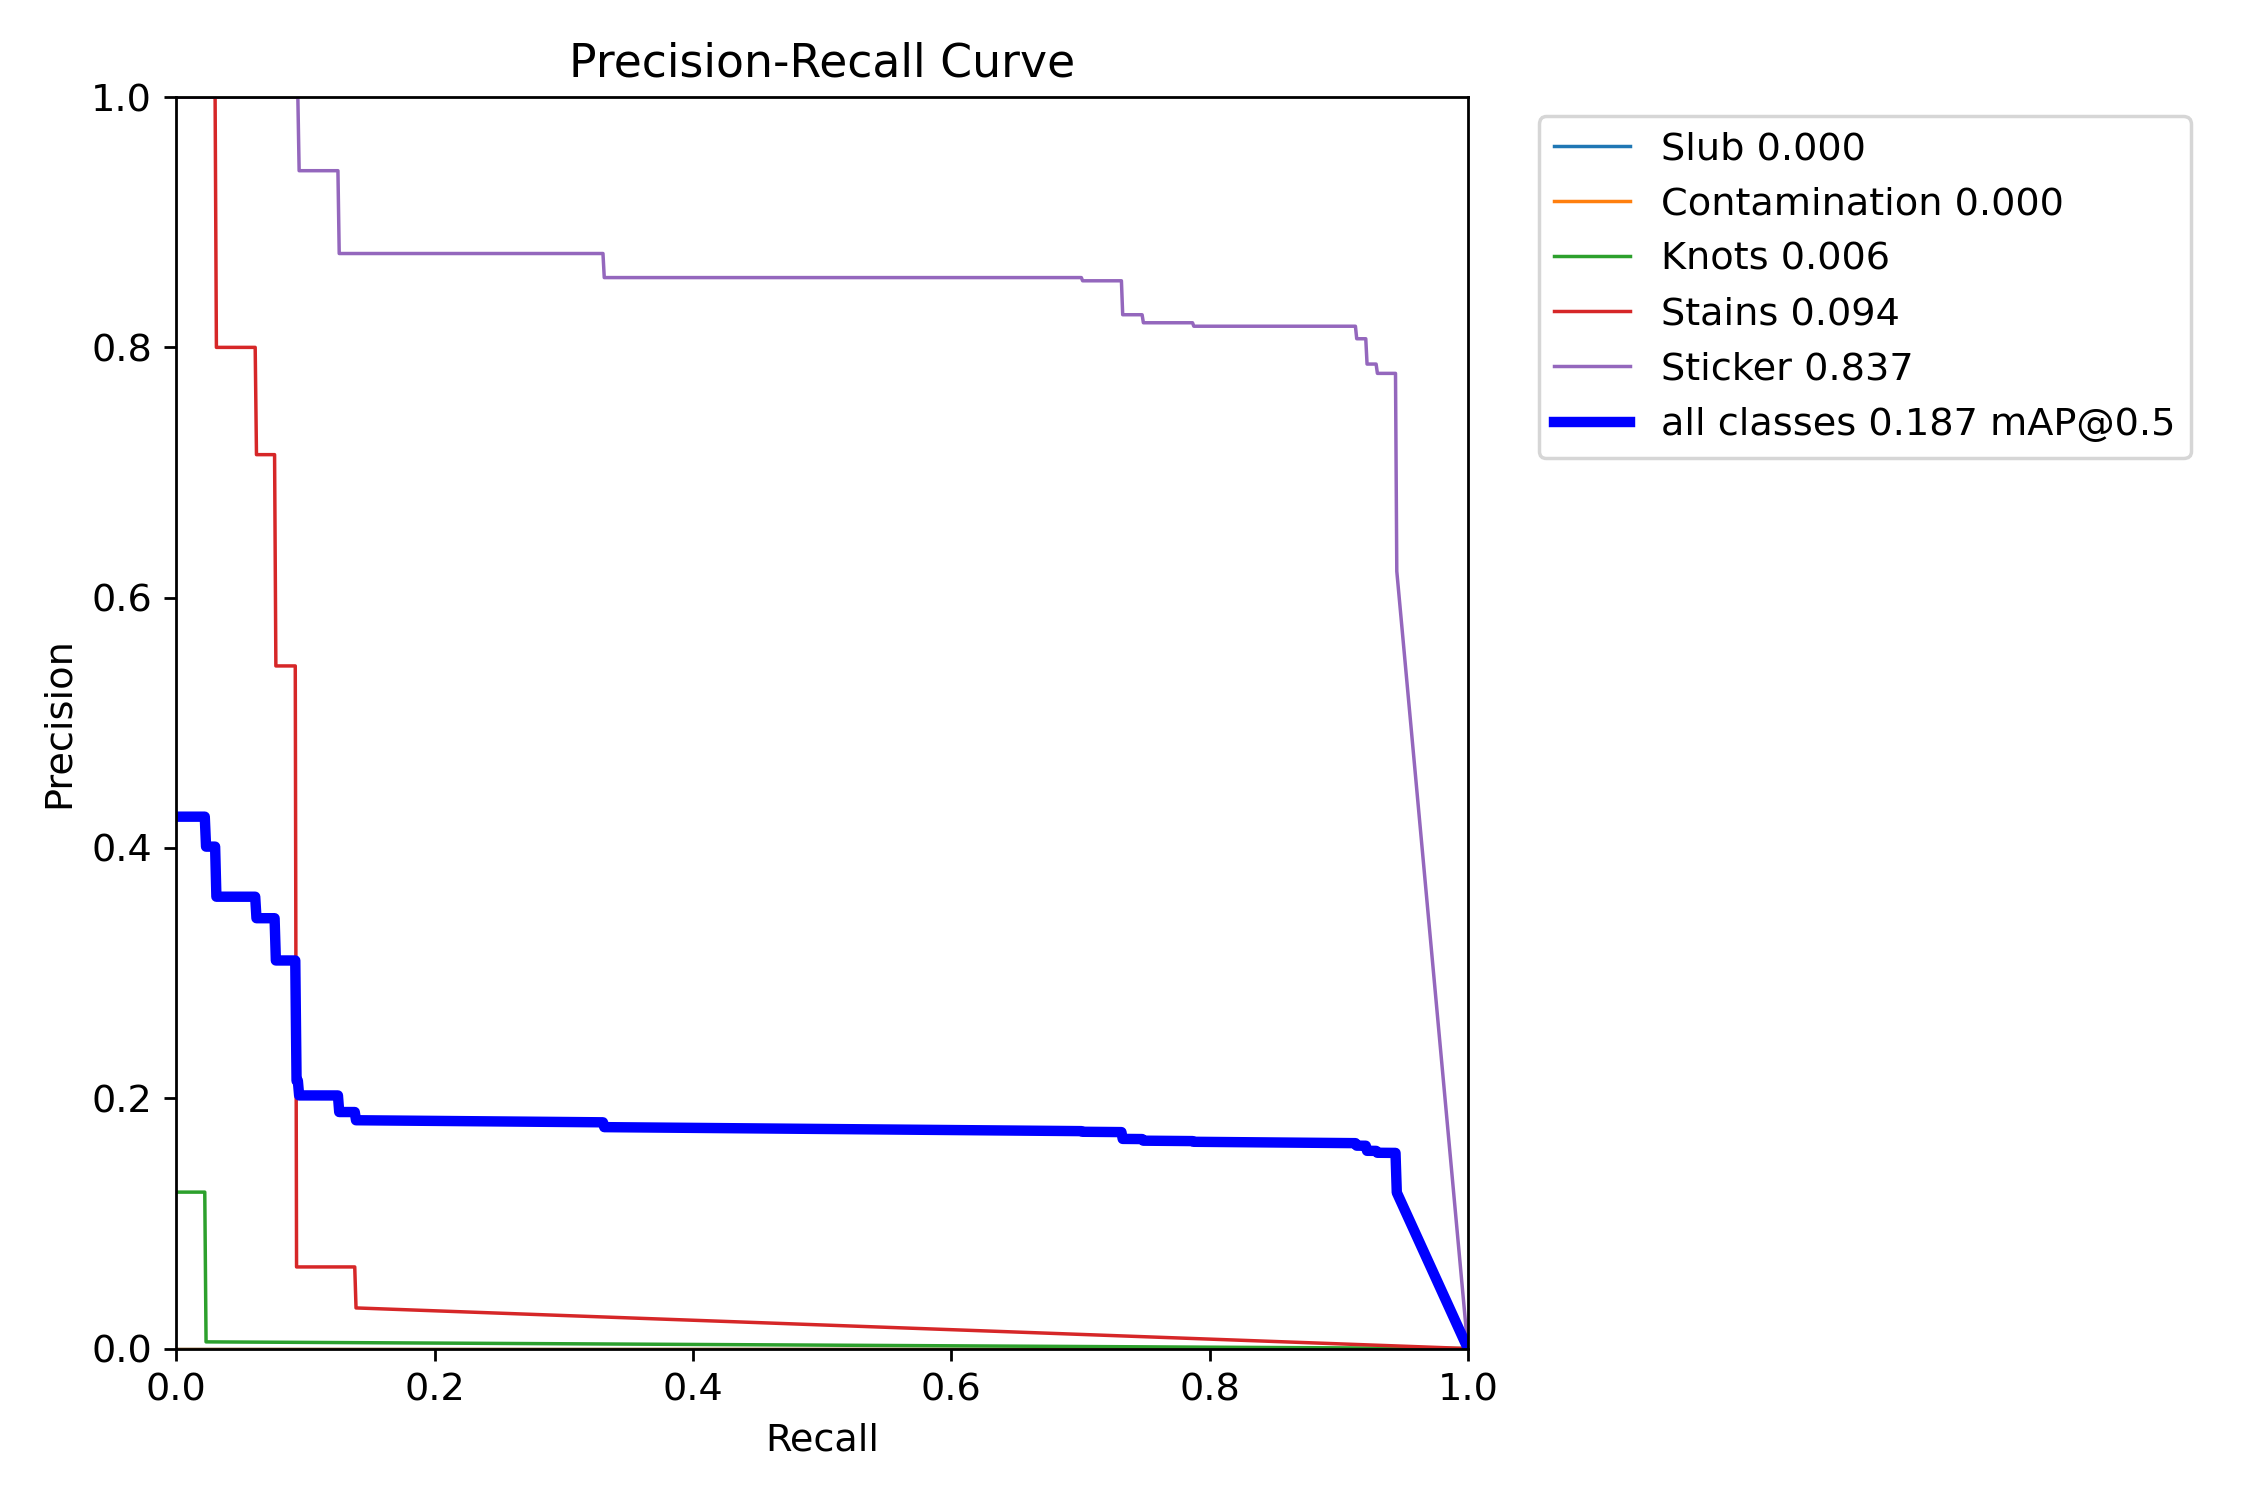 Precision-Recall Curve
1.0
0.8
0.6
0.4
0.2
0.0
Precision
0.0 0.2 0.4 0.6 0.8 1.0
Recall
Slub 0.000
Contamination 0.000
Knots 0.006
Stains 0.094
Sticker 0.837
all classes 0.187 mAP@0.5